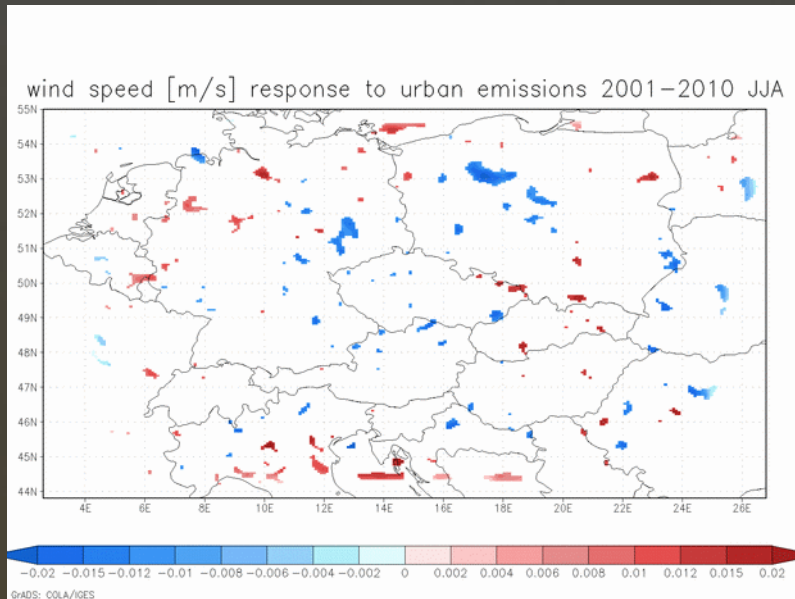 wind speed [m/s] response to urban emissions 2001-2010 JJA
55N
54N
53N
52N
51N
50N
49N
48N
47N
46N
45N
44N
4E 6E 8E 10E 12E 14E 16E 18E 20E 22E 24E 26E
-0.02 -0.015 -0.012 -0.01 -0.008 -0.006 -0.004 -0.002 0 0.002 0.004 0.006 0.008 0.01 0.012 0.015 0.02
GrADS: COLA/IGES